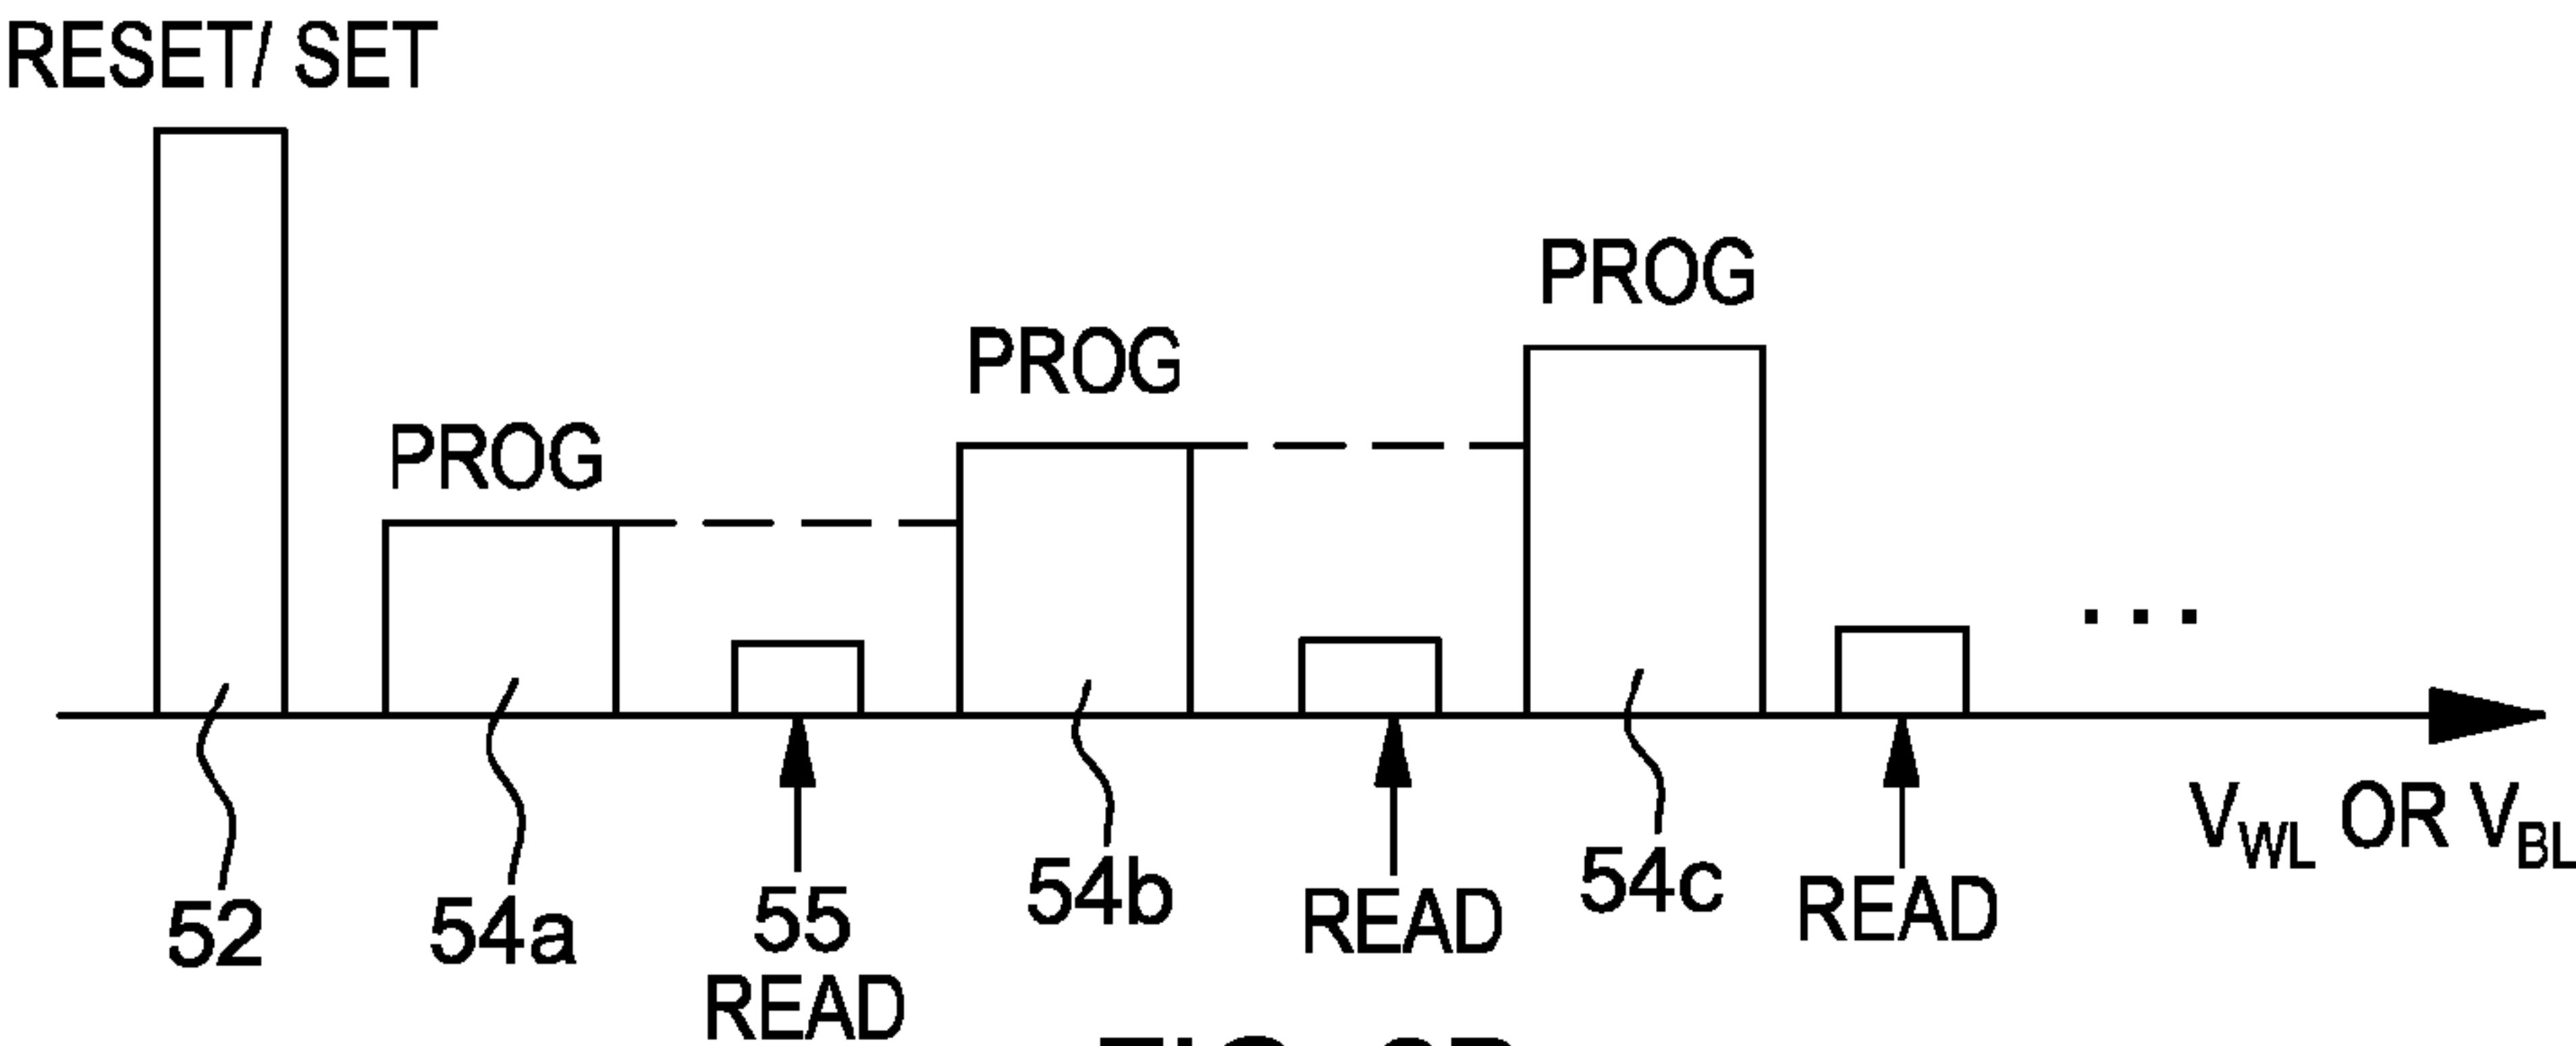 RESET/ SET
PROG
PROG
PROG
. . .
V_WL OR V_BL
52
54a
55
READ
54b
READ
54c
READ